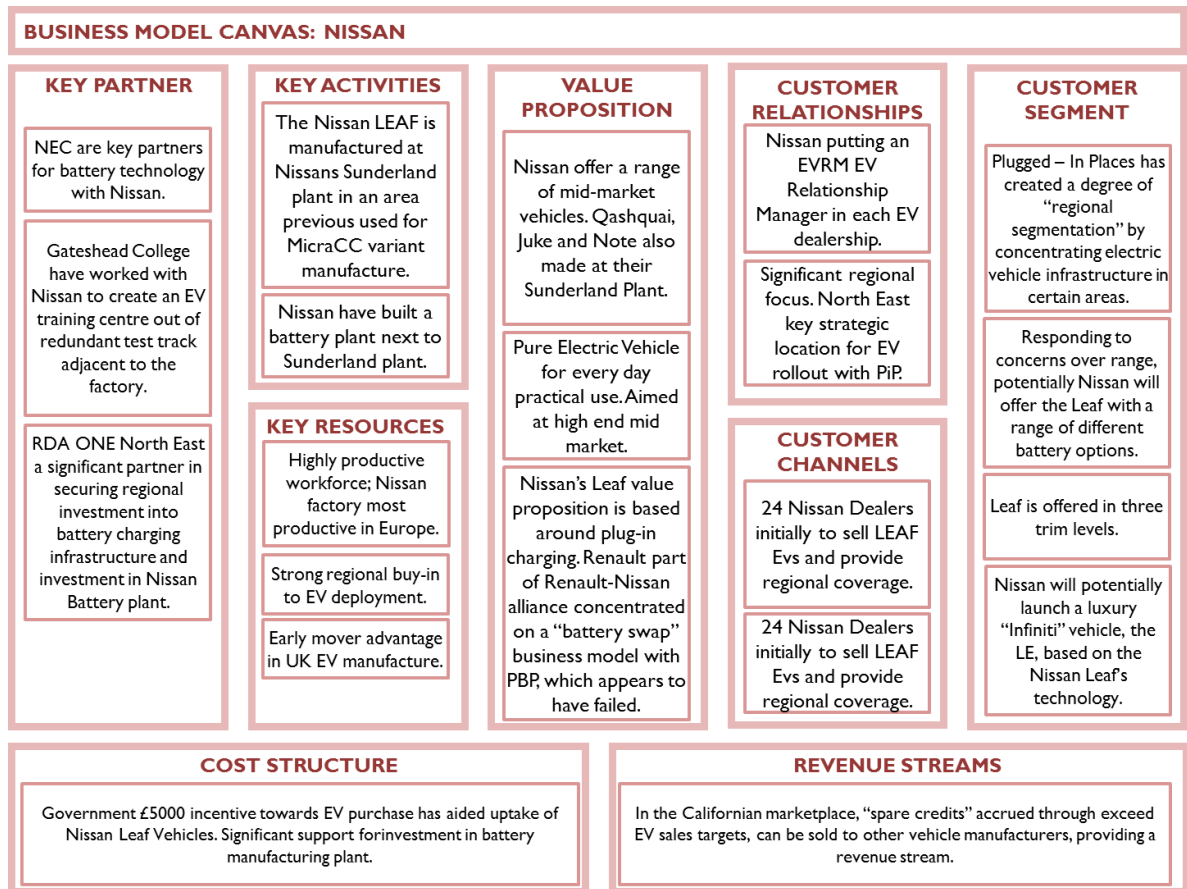 BUSINESS MODEL CANVAS: NISSAN
KEY PARTNER
NEC are key partners
for battery technology
with Nissan.
Gateshead College
have worked with
Nissan to create an EV
training centre out of
redundant test track
adjacent to the
factory.
RDA ONE North East
a significant partner in
securing regional
investment into
battery charging
infrastructure and
investment in Nissan
Battery plant.
KEY ACTIVITIES
The Nissan LEAF is
manufactured at
Nissans Sunderland
plant in an area
previous used for
MicraCC variant
manufacture.
Nissan have built a
battery plant next to
Sunderland plant.
KEY RESOURCES
Highly productive
workforce; Nissan
factory most
productive in Europe.
Strong regional buy-in
to EV deployment.
Early mover advantage
in UK EV manufacture.
VALUE
PROPOSITION
Nissan offer a range
of mid-market
vehicles. Qashquai,
Juke and Note also
made at their
Sunderland Plant.
Pure Electric Vehicle
for every day
practical use. Aimed
at high end mid
market.
Nissan's Leaf value
proposition is based
around plug-in
charging. Renault part
of Renault-Nissan
alliance concentrated
on a "battery swap"
business model with
PBP, which appears to
have failed.
CUSTOMER
RELATIONSHIPS
Nissan putting an
EVRM EV
Relationship
Manager in each EV
dealership.
Significant regional
focus. North East
key strategic
location for EV
rollout with PiP.
CUSTOMER
CHANNELS
24 Nissan Dealers
initially to sell LEAF
Evs and provide
regional coverage.
24 Nissan Dealers
initially to sell LEAF
Evs and provide
regional coverage.
CUSTOMER
SEGMENT
Plugged – In Places has
created a degree of
"regional
segmentation" by
concentrating electric
vehicle infrastructure in
certain areas.
Responding to
concerns over range,
potentially Nissan will
offer the Leaf with a
range of different
battery options.
Leaf is offered in three
trim levels.
Nissan will potentially
launch a luxury
"Infiniti" vehicle, the
LE, based on the
Nissan Leaf's
technology.
COST STRUCTURE
Government £5000 incentive towards EV purchase has aided uptake of
Nissan Leaf Vehicles. Significant support forinvestment in battery
manufacturing plant.
REVENUE STREAMS
In the Californian marketplace, "spare credits" accrued through exceed
EV sales targets, can be sold to other vehicle manufacturers, providing a
revenue stream.